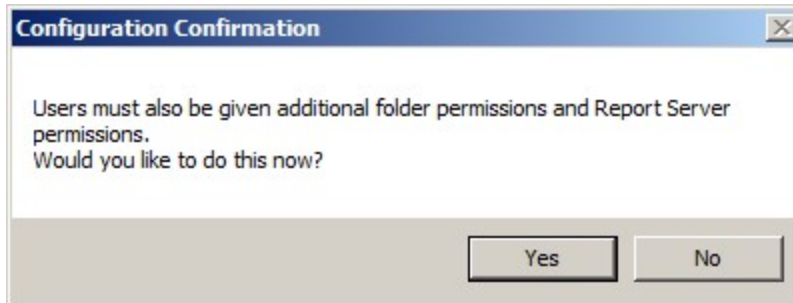 Configuration Confirmation
Users must also be given additional folder permissions and Report Server
permissions.
Would you like to do this now?
Yes No